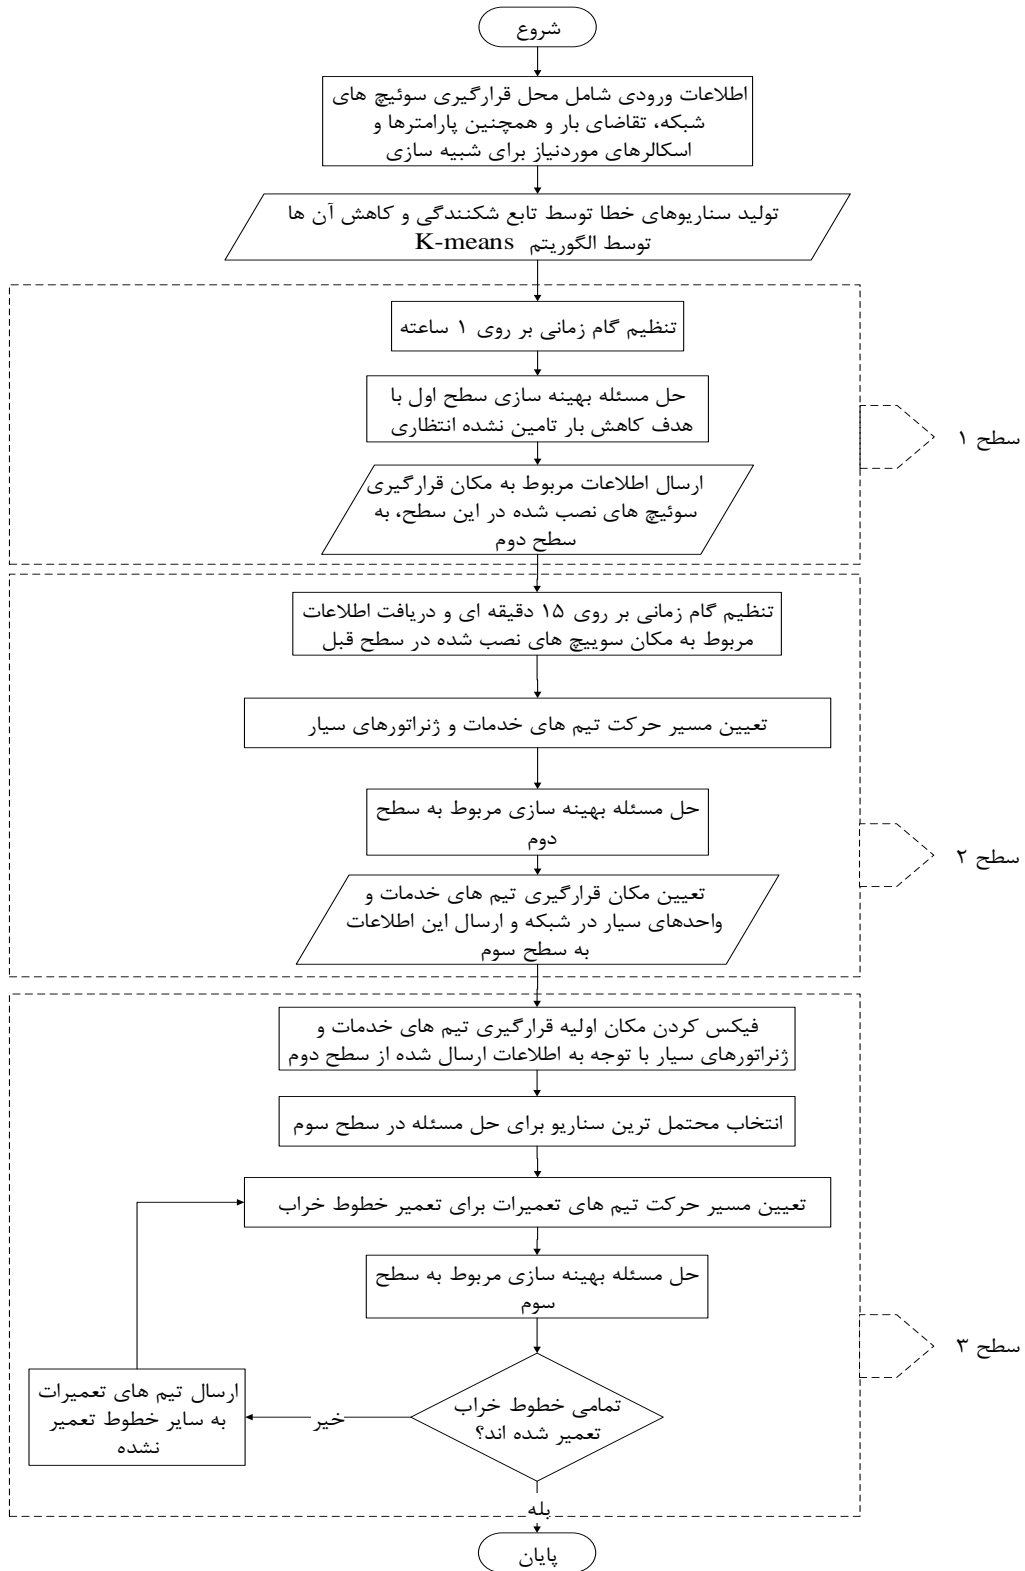 شروع
اطلاعات ورودی شامل محل قرارگیری سوئیچ های
شبکه، تقاضای بار و همچنین پارامترها و
اسکالرهای موردنیاز برای شبیه سازی
تولید سناریوهای خطا توسط تابع شکنندگی و کاهش آن ها
توسط الگوریتم K-means
تنظیم گام زمانی بر روی ۱ ساعته
حل مسئله بهینه سازی سطح اول با
هدف کاهش بار تامین نشده انتظاری
سطح ۱
ارسال اطلاعات مربوط به مکان قرارگیری
سوئیچ های نصب شده در این سطح، به
سطح دوم
تنظیم گام زمانی بر روی ۱۵ دقیقه ای و دریافت اطلاعات
مربوط به مکان سوییچ های نصب شده در سطح قبل
تعیین مسیر حرکت تیم های خدمات و ژنراتورهای سیار
حل مسئله بهینه سازی مربوط به سطح
دوم
سطح ۲
تعیین مکان قرارگیری تیم های خدمات و
واحدهای سیار در شبکه و ارسال این اطلاعات
به سطح سوم
فیکس کردن مکان اولیه قرارگیری تیم های خدمات و
ژنراتورهای سیار با توجه به اطلاعات ارسال شده از سطح دوم
انتخاب محتمل ترین سناریو برای حل مسئله در سطح سوم
تعیین مسیر حرکت تیم های تعمیرات برای تعمیر خطوط خراب
حل مسئله بهینه سازی مربوط به سطح
سوم
سطح ۳
تمامی خطوط خراب
تعمیر شده اند؟
خیر
ارسال تیم های تعمیرات
به سایر خطوط تعمیر
نشده
بله
پایان